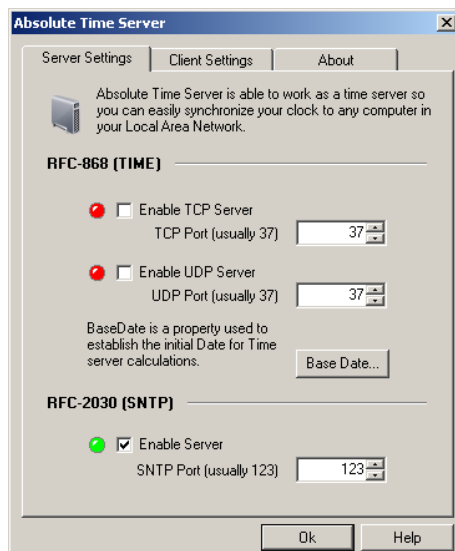 Absolute Time Server
Server Settings
Client Settings
About
Absolute Time Server is able to work as a time server so
you can easily synchronize your clock to any computer in
your Local Area Network.
RFC-868 (TIME)
Enable TCP Server
TCP Port (usually 37)
37
Enable UDP Server
UDP Port (usually 37)
37
BaseDate is a property used to
establish the initial Date for Time
server calculations.
Base Date...
RFC-2030 (SNTP)
Enable Server
SNTP Port (usually 123)
123
Ok
Help